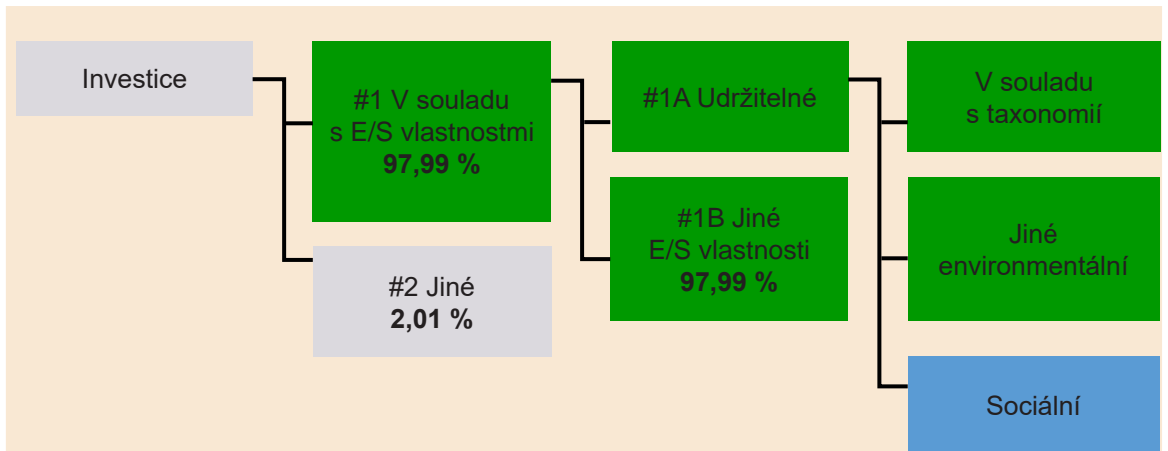 Investice
#1 V souladu
s E/S vlastnostmi
97,99 %
#2 Jiné
2,01 %
#1A Udržitelné
#1B Jiné
E/S vlastnosti
97,99 %
V souladu
s taxonomií
Jiné
environmentální
Sociální